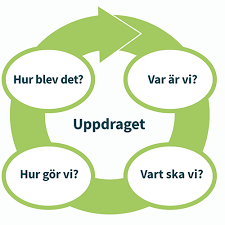 Hur blev det?
Var är vi?
Uppdraget
Hur gör vi?
Vart ska vi?